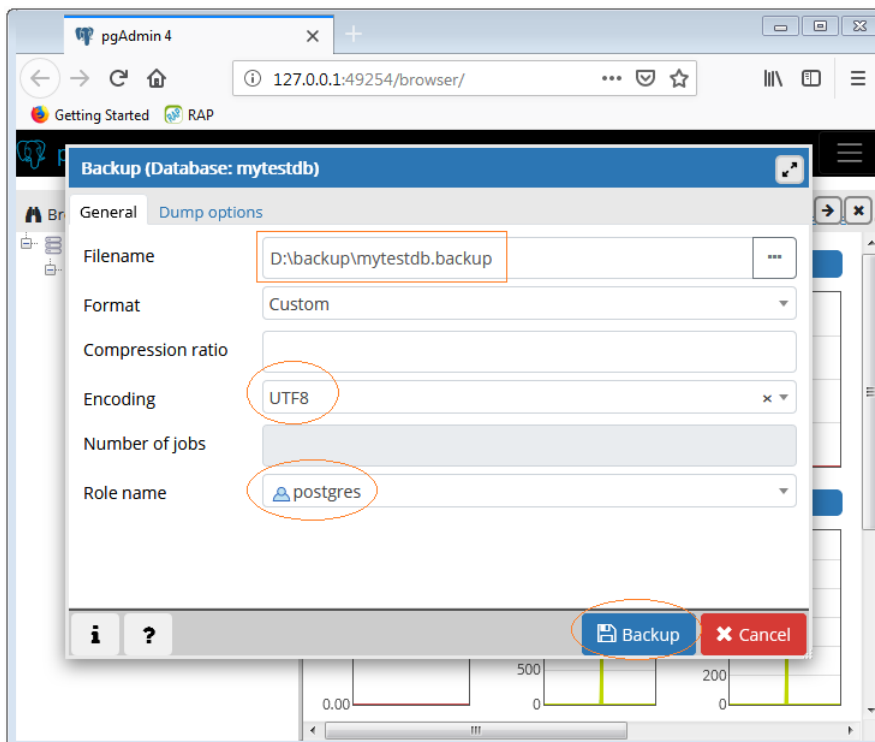 pgAdmin 4
127.0.0.1:49254/browser/
Getting Started RAP
p
Backup (Database: mytestdb)
Br
General Dump options
Filename D:\backup\mytestdb.backup
Format Custom
Compression ratio
Encoding UTF8
Number of jobs
Role name postgres
i ? Backup Cancel
500
200
0.00 0 0